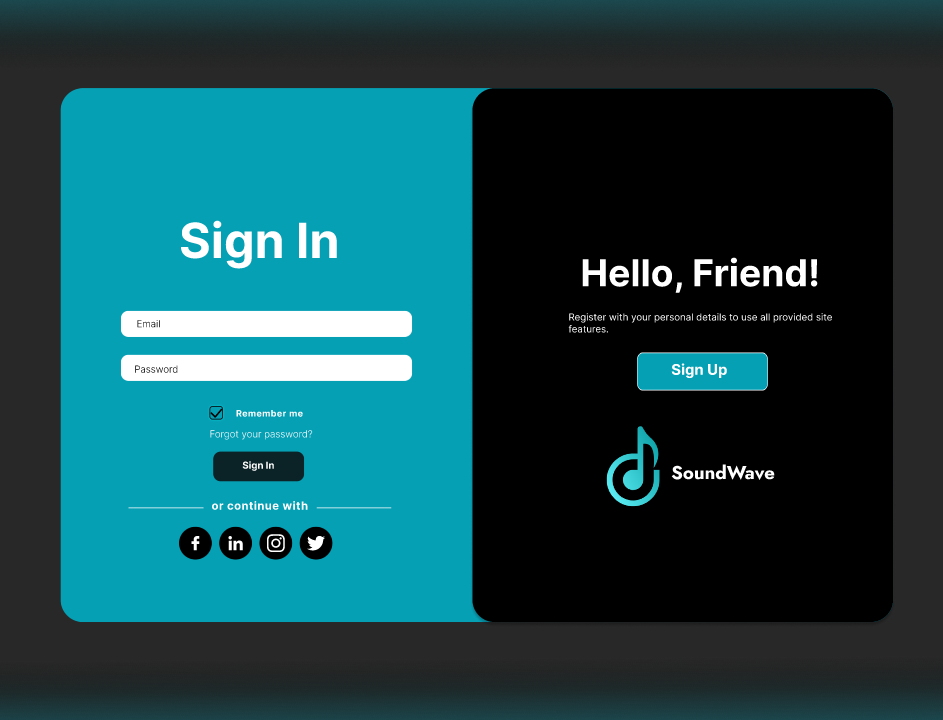 Sign In
Email
Password
Remember me
Forgot your password?
Sign In
or continue with
f
in
Hello, Friend!
Register with your personal details to use all provided site
features.
Sign Up
SoundWave